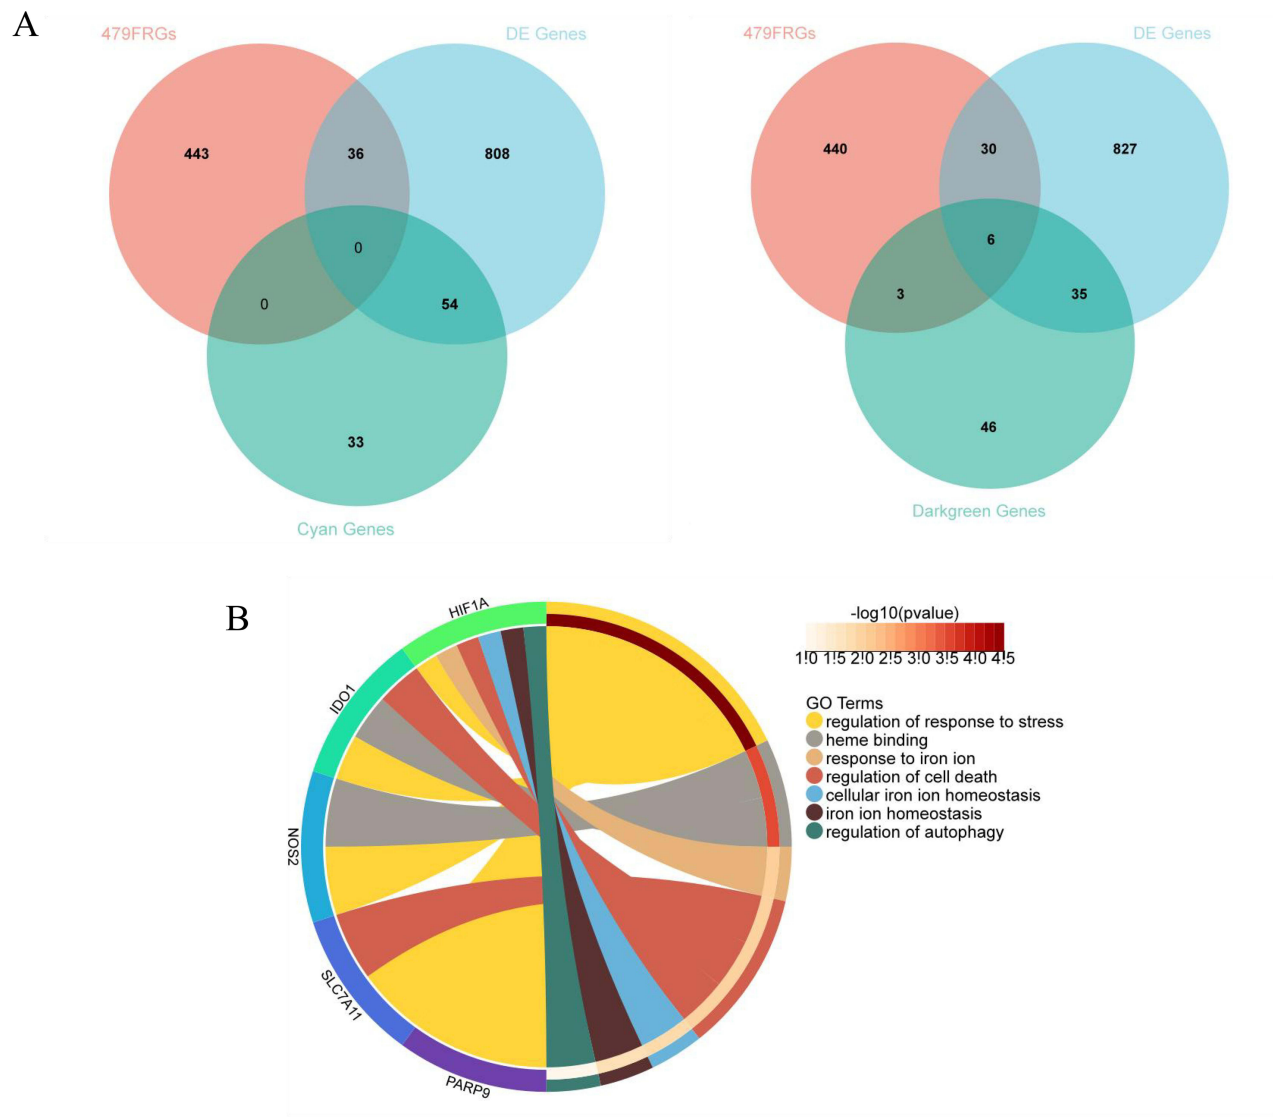 A
479FRGs
DE Genes
443
36
808
0
0
54
33
Cyan Genes
479FRGs
DE Genes
440
30
827
6
3
35
46
Darkgreen Genes
B
HIF1A
IDO1
NOS2
SLC7A11
PARP9
-log10(pvalue)
1.0 1.5 2.0 2.5 3.0 3.5 4.0 4.5
GO Terms
regulation of response to stress
heme binding
response to iron ion
regulation of cell death
cellular iron ion homeostasis
iron ion homeostasis
regulation of autophagy